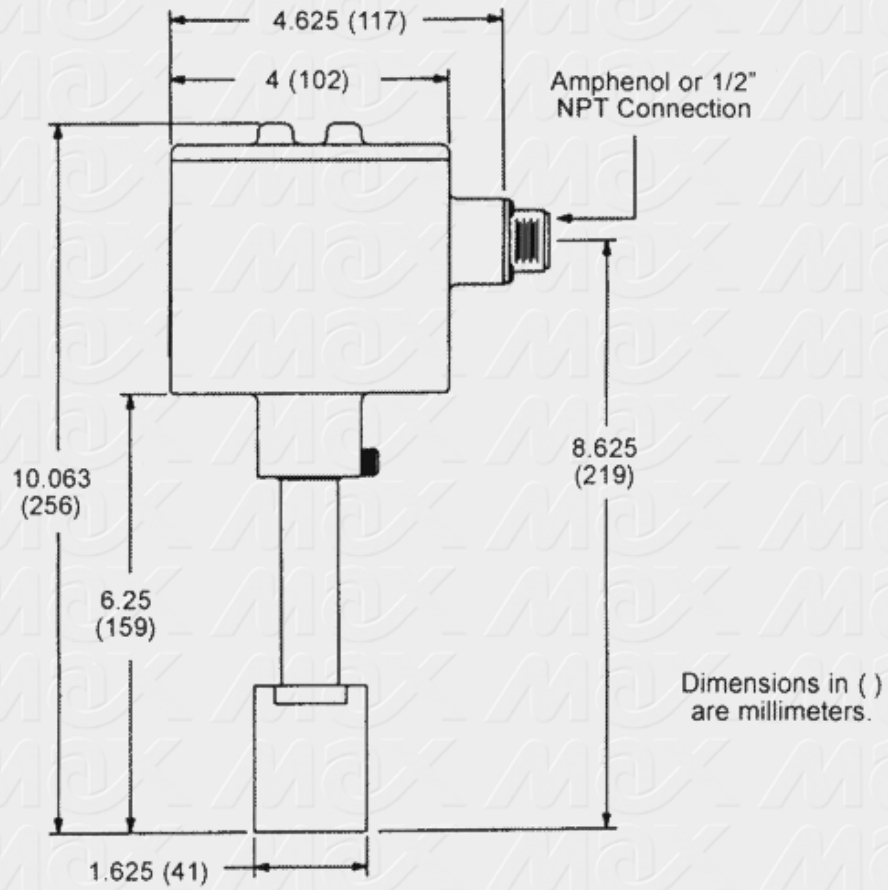 4.625 (117)
4 (102)
Amphenol or 1/2"
NPT Connection
10.063
(256)
8.625
(219)
6.25
(159)
Dimensions in ( )
are millimeters.
1.625 (41)
Max